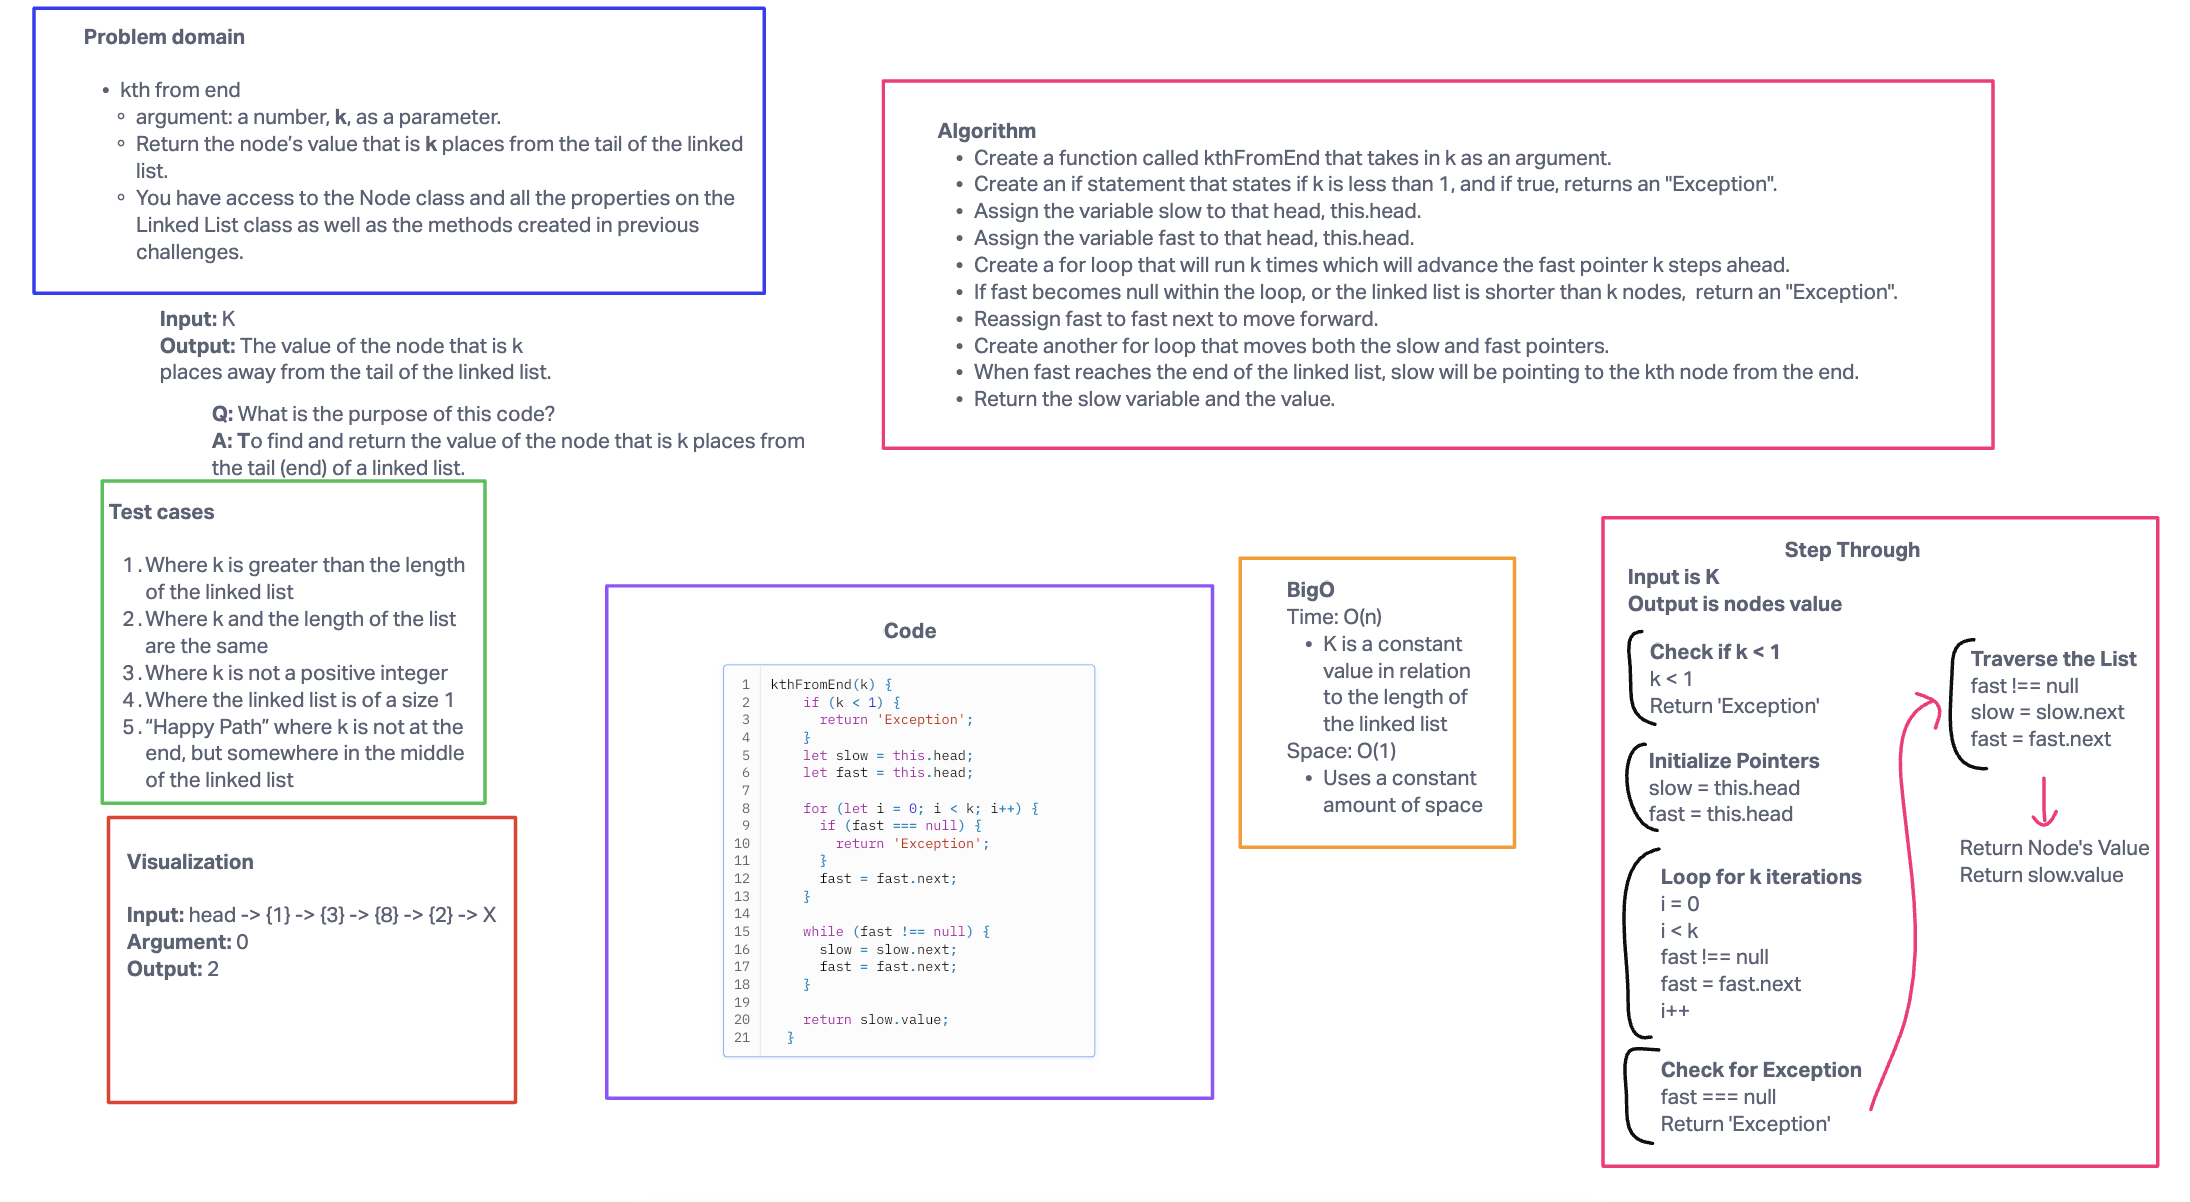 Problem domain
• kth from end
◦ argument: a number, k, as a parameter.
◦ Return the node’s value that is k places from the tail of the linked
list.
◦ You have access to the Node class and all the properties on the
Linked List class as well as the methods created in previous
challenges.
Input: K
Output: The value of the node that is k
places away from the tail of the linked list.
Q: What is the purpose of this code?
A: To find and return the value of the node that is k places from
the tail (end) of a linked list.
Algorithm
• Create a function called kthFromEnd that takes in k as an argument.
• Create an if statement that states if k is less than 1, and if true, returns an "Exception".
• Assign the variable slow to that head, this.head.
• Assign the variable fast to that head, this.head.
• Create a for loop that will run k times which will advance the fast pointer k steps ahead.
• If fast becomes null within the loop, or the linked list is shorter than k nodes,  return an "Exception".
• Reassign fast to fast next to move forward.
• Create another for loop that moves both the slow and fast pointers.
• When fast reaches the end of the linked list, slow will be pointing to the kth node from the end.
• Return the slow variable and the value.
Test cases
1. Where k is greater than the length
of the linked list
2. Where k and the length of the list
are the same
3. Where k is not a positive integer
4. Where the linked list is of a size 1
5. “Happy Path” where k is not at the
end, but somewhere in the middle
of the linked list
Visualization
Input: head -> {1} -> {3} -> {8} -> {2} -> X
Argument: 0
Output: 2
Code
1 kthFromEnd(k) {
2     if (k < 1) {
3       return 'Exception';
4     }
5     let slow = this.head;
6     let fast = this.head;
7
8     for (let i = 0; i < k; i++) {
9       if (fast === null) {
10         return 'Exception';
11       }
12       fast = fast.next;
13     }
14
15     while (fast !== null) {
16       slow = slow.next;
17       fast = fast.next;
18     }
19
20     return slow.value;
21   }
BigO
Time: O(n)
• K is a constant
value in relation
to the length of
the linked list
Space: O(1)
• Uses a constant
amount of space
Step Through
Input is K
Output is nodes value
Check if k < 1
k < 1
Return 'Exception'
Initialize Pointers
slow = this.head
fast = this.head
Loop for k iterations
i = 0
i < k
fast !== null
fast = fast.next
i++
Check for Exception
fast === null
Return 'Exception'
Traverse the List
fast !== null
slow = slow.next
fast = fast.next
Return Node's Value
Return slow.value